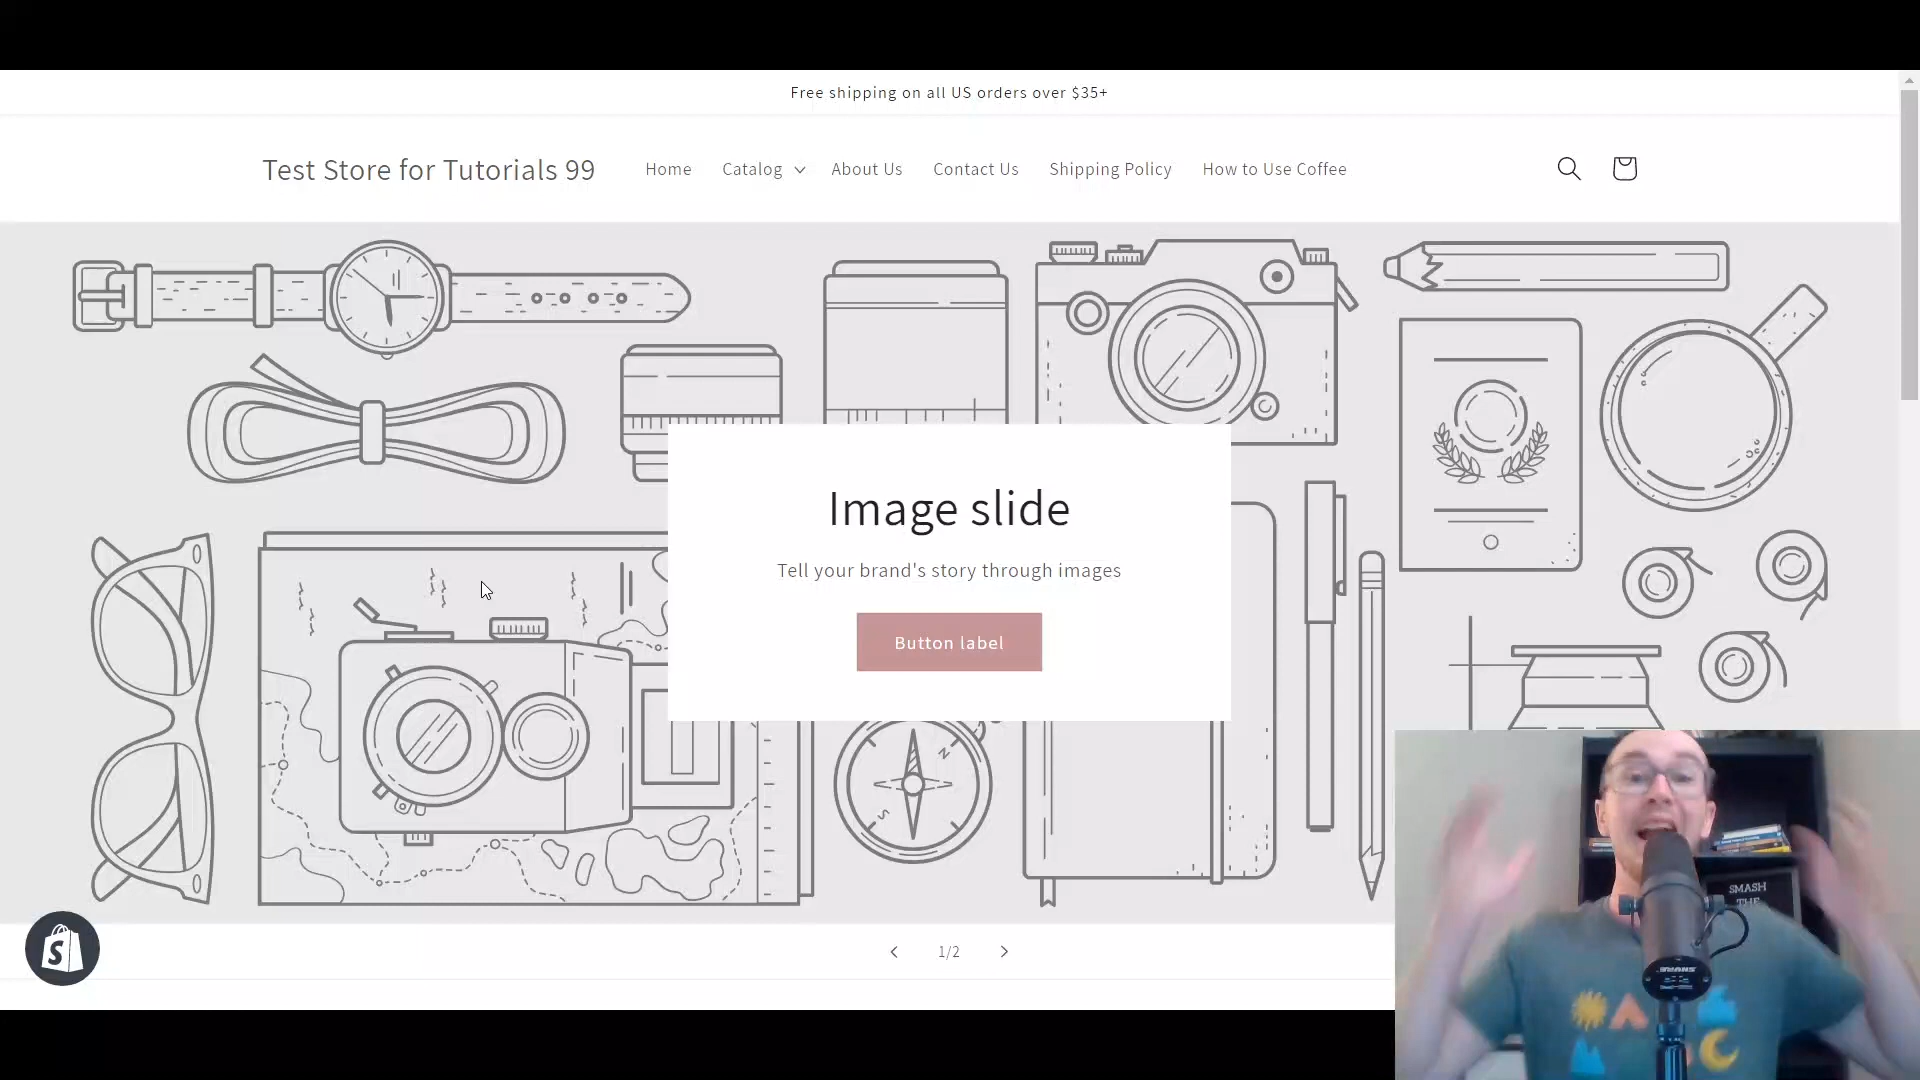 Free shipping on all US orders over $35+
Test Store for Tutorials 99
Home
Catalog
About Us
Contact Us
Shipping Policy
How to Use Coffee
Image slide
Tell your brand's story through images
Button label
N
S
1/2
S
SMASH
THE
SHURE